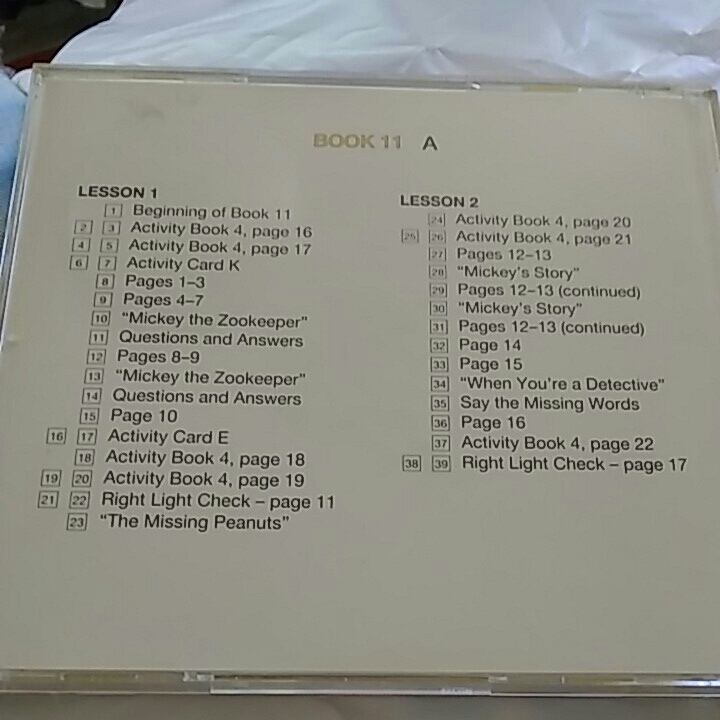 BOOK 11 A
LESSON 1
1 Beginning of Book 11
2 3 Activity Book 4, page 16
4 5 Activity Book 4, page 17
6 7 Activity Card K
8 Pages 1–3
9 Pages 4–7
10 “Mickey the Zookeeper”
11 Questions and Answers
12 Pages 8–9
13 “Mickey the Zookeeper”
14 Questions and Answers
15 Page 10
16 17 Activity Card E
18 Activity Book 4, page 18
19 20 Activity Book 4, page 19
21 22 Right Light Check – page 11
23 “The Missing Peanuts”
LESSON 2
24 Activity Book 4, page 20
25 26 Activity Book 4, page 21
27 Pages 12–13
28 “Mickey's Story”
29 Pages 12–13 (continued)
30 “Mickey's Story”
31 Pages 12–13 (continued)
32 Page 14
33 Page 15
34 “When You're a Detective”
35 Say the Missing Words
36 Page 16
37 Activity Book 4, page 22
38 39 Right Light Check – page 17